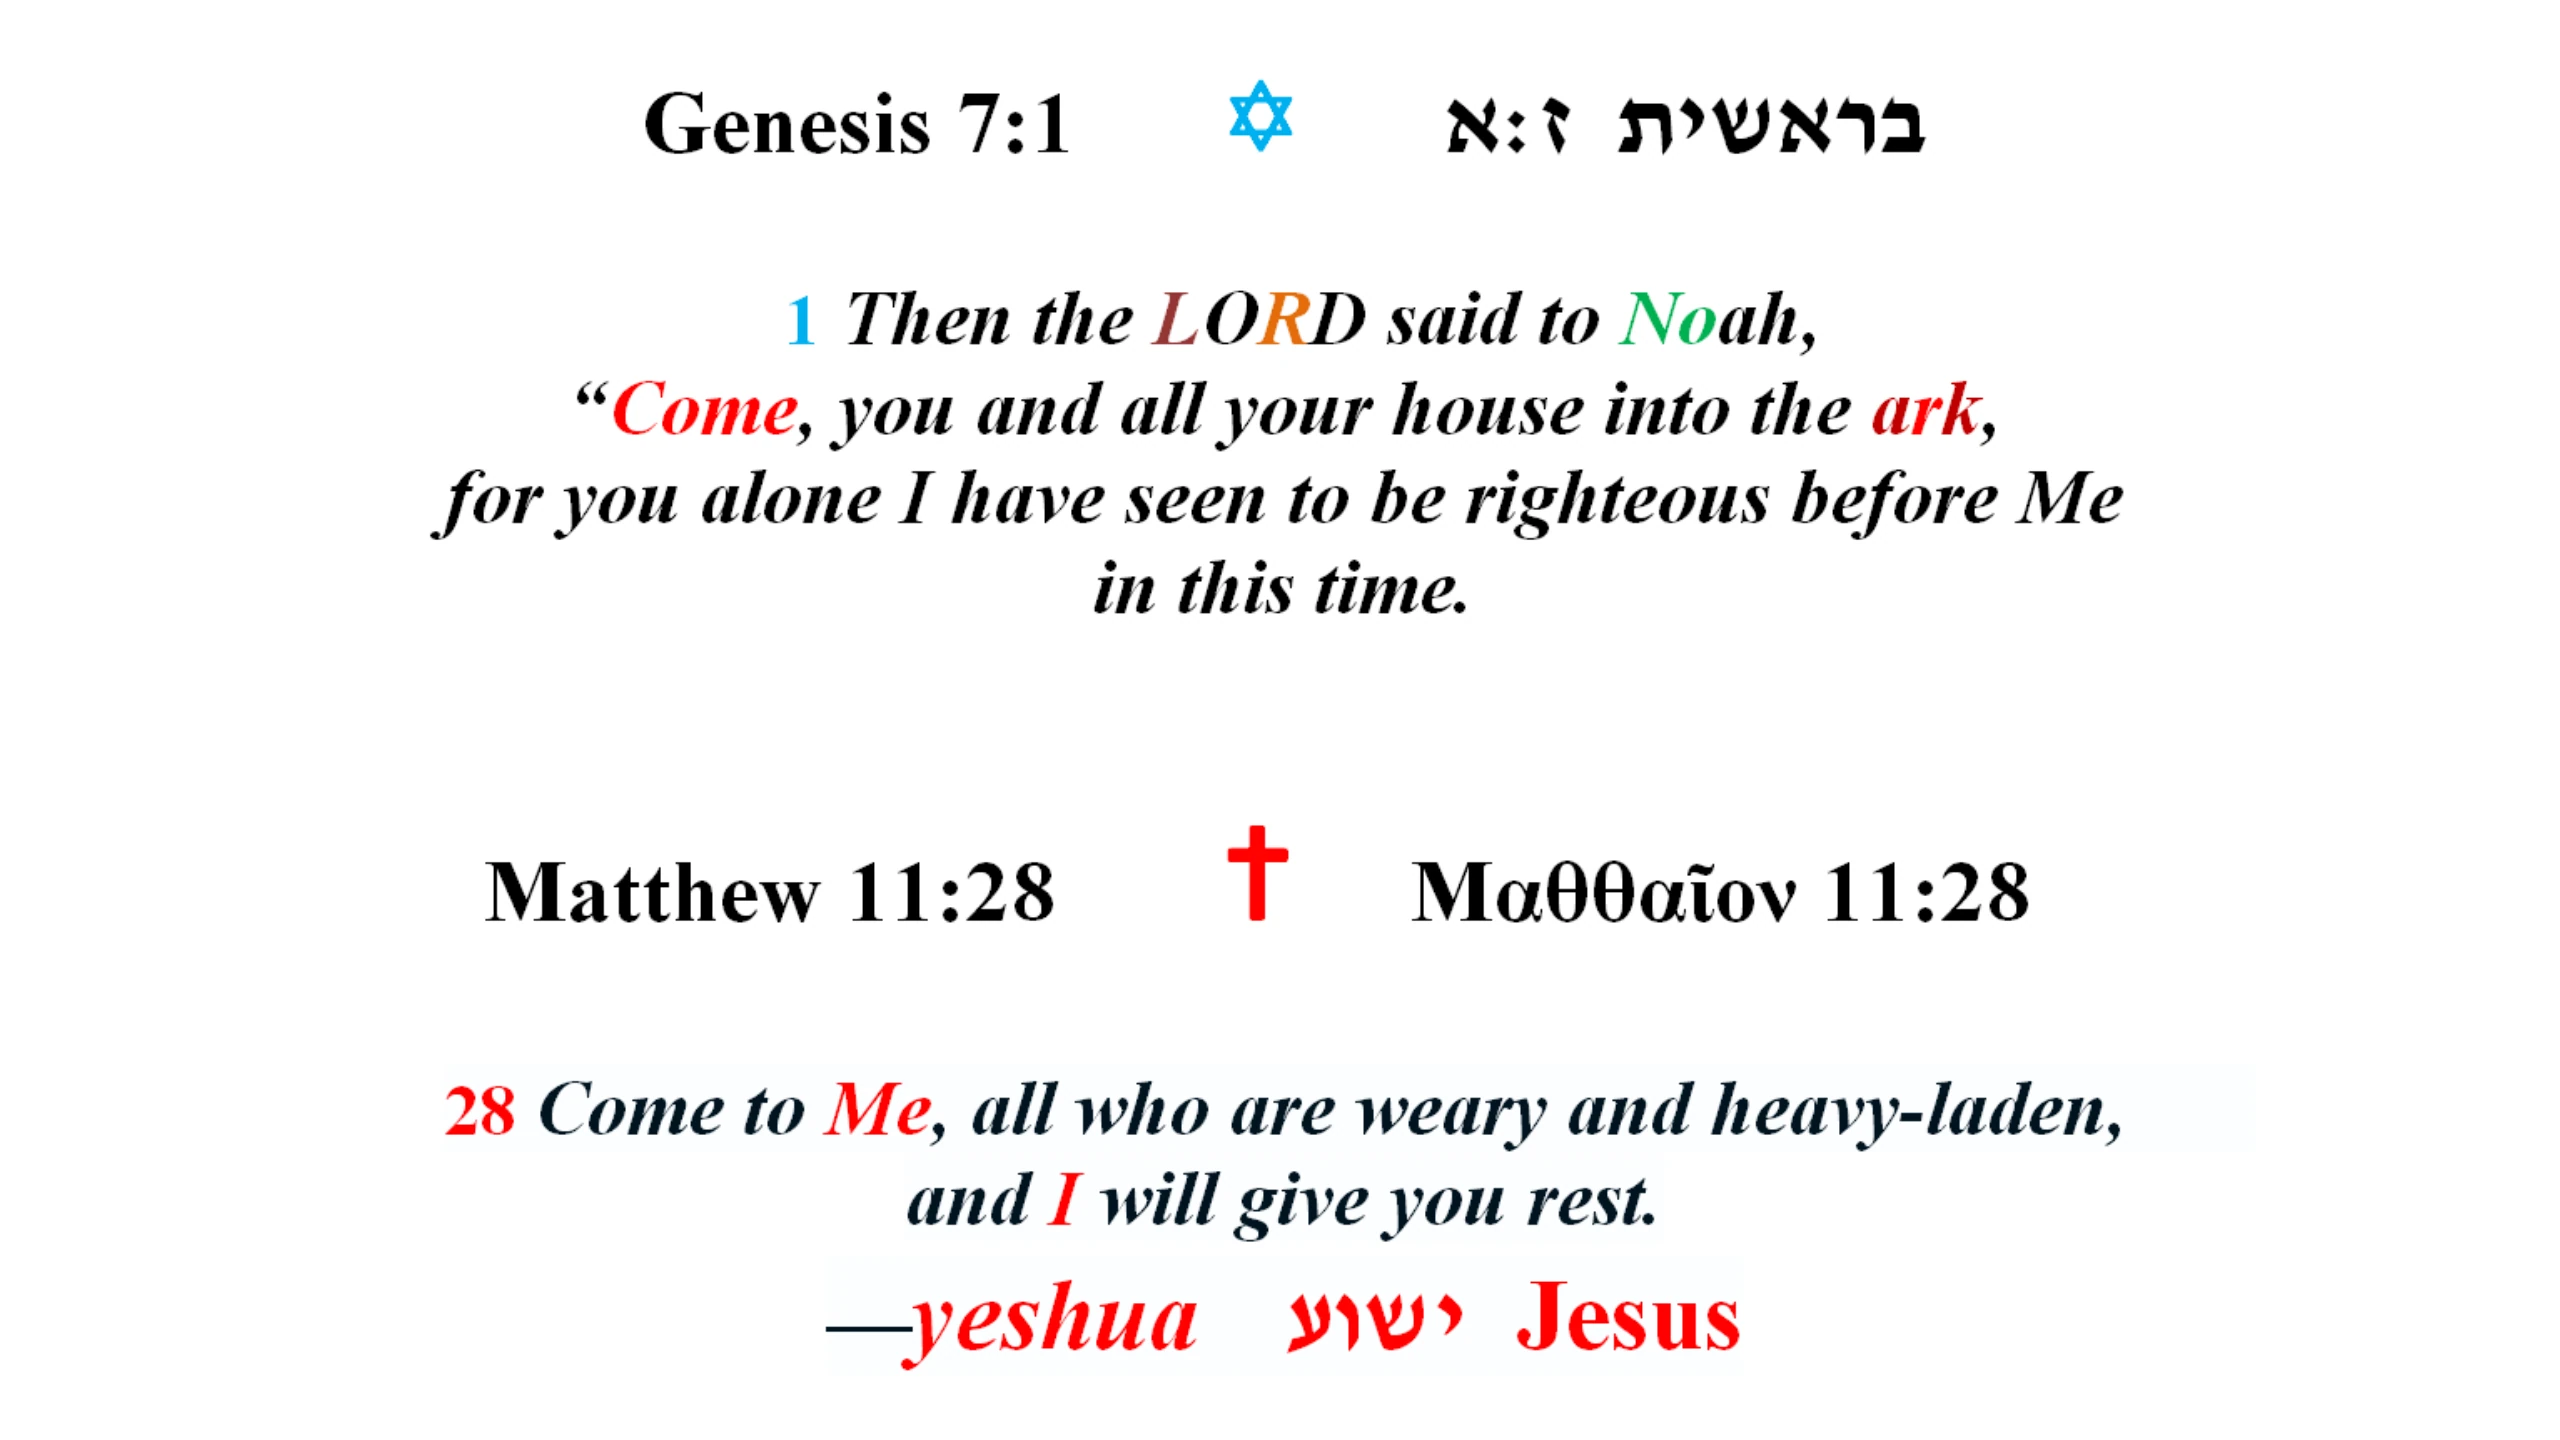 Genesis 7:1 ✡ בראשית ז:א
1 Then the LORD said to Noah,
“Come, you and all your house into the ark,
for you alone I have seen to be righteous before Me
in this time.
Matthew 11:28 ✝ Μαθθαῖον 11:28
28 Come to Me, all who are weary and heavy-laden,
and I will give you rest.
—yeshua ישוע Jesus